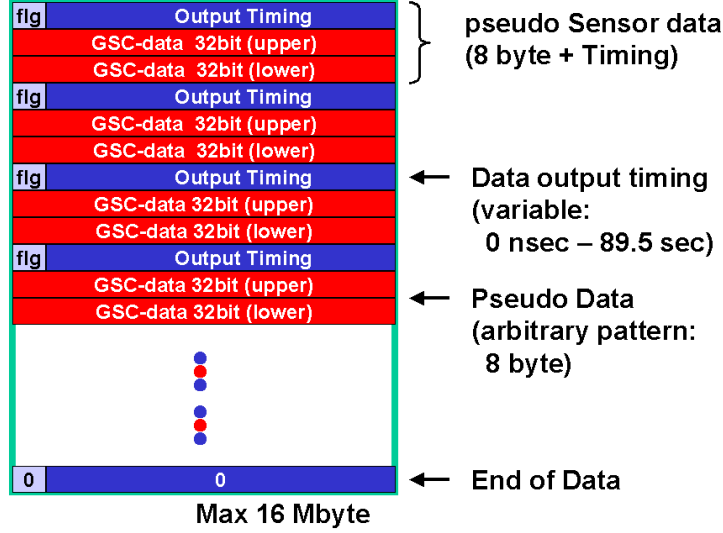 flg Output Timing
GSC-data 32bit (upper)
GSC-data 32bit (lower)
flg Output Timing
GSC-data 32bit (upper)
GSC-data 32bit (lower)
flg Output Timing
GSC-data 32bit (upper)
GSC-data 32bit (lower)
flg Output Timing
GSC-data 32bit (upper)
GSC-data 32bit (lower)
0 0
Max 16 Mbyte
pseudo Sensor data
(8 byte + Timing)
Data output timing
(variable:
0 nsec – 89.5 sec)
Pseudo Data
(arbitrary pattern:
8 byte)
End of Data